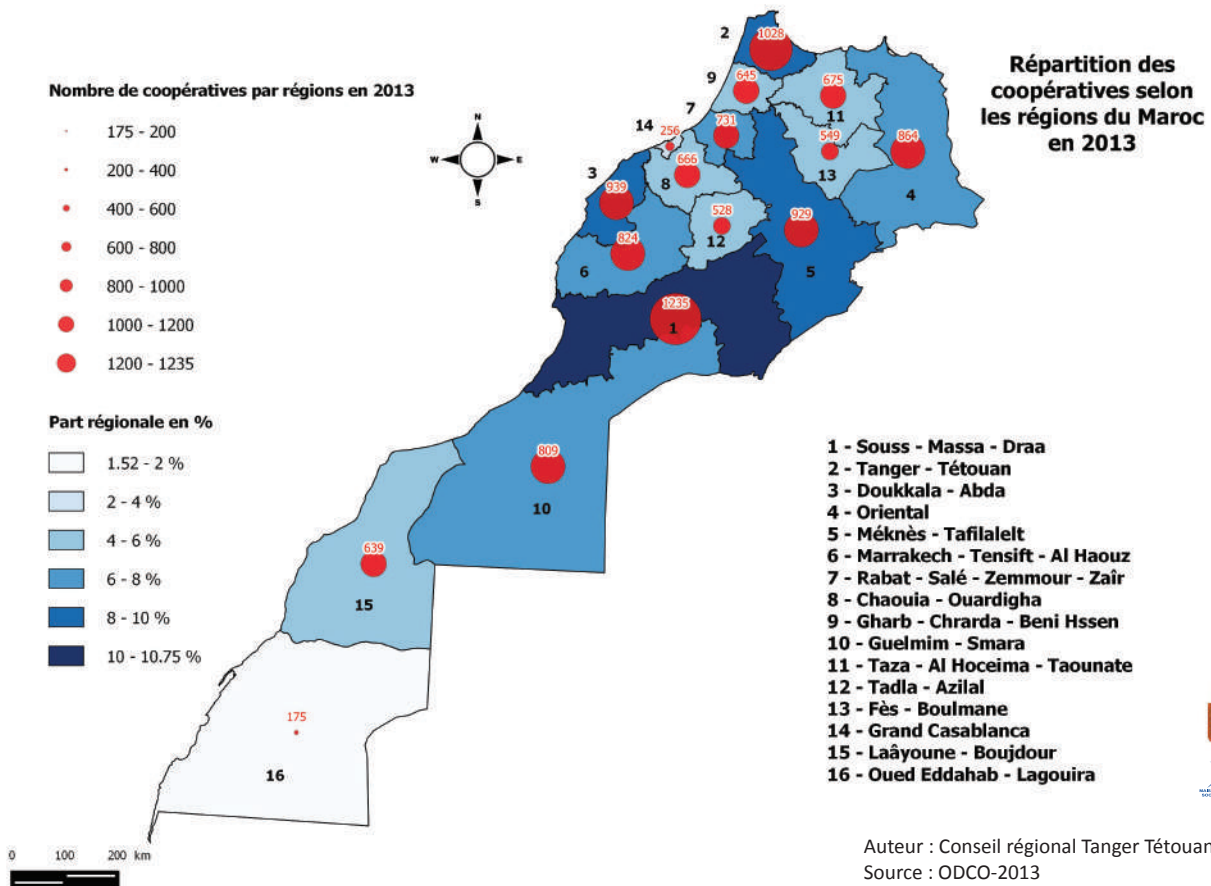 Répartition des
coopératives selon
les régions du Maroc
en 2013
Nombre de coopératives par régions en 2013
175 - 200
200 - 400
400 - 600
600 - 800
800 - 1000
1000 - 1200
1200 - 1235
Part régionale en %
1.52 - 2 %
2 - 4 %
4 - 6 %
6 - 8 %
8 - 10 %
10 - 10.75 %
N
W
E
S
2
1028
9
645
675
11
7
731
14
256
549
13
864
4
666
8
3
939
528
12
929
5
824
6
1235
1
809
10
639
15
175
16
1 - Souss - Massa - Draa
2 - Tanger - Tétouan
3 - Doukkala - Abda
4 - Oriental
5 - Méknès - Tafilalelt
6 - Marrakech - Tensift - Al Haouz
7 - Rabat - Salé - Zemmour - Zaîr
8 - Chaouia - Ouardigha
9 - Gharb - Chrarda - Beni Hssen
10 - Guelmim - Smara
11 - Taza - Al Hoceima - Taounate
12 - Tadla - Azilal
13 - Fès - Boulmane
14 - Grand Casablanca
15 - Laâyoune - Boujdour
16 - Oued Eddahab - Lagouira
0 100 200 km
Auteur : Conseil régional Tanger Tétouan
Source : ODCO-2013